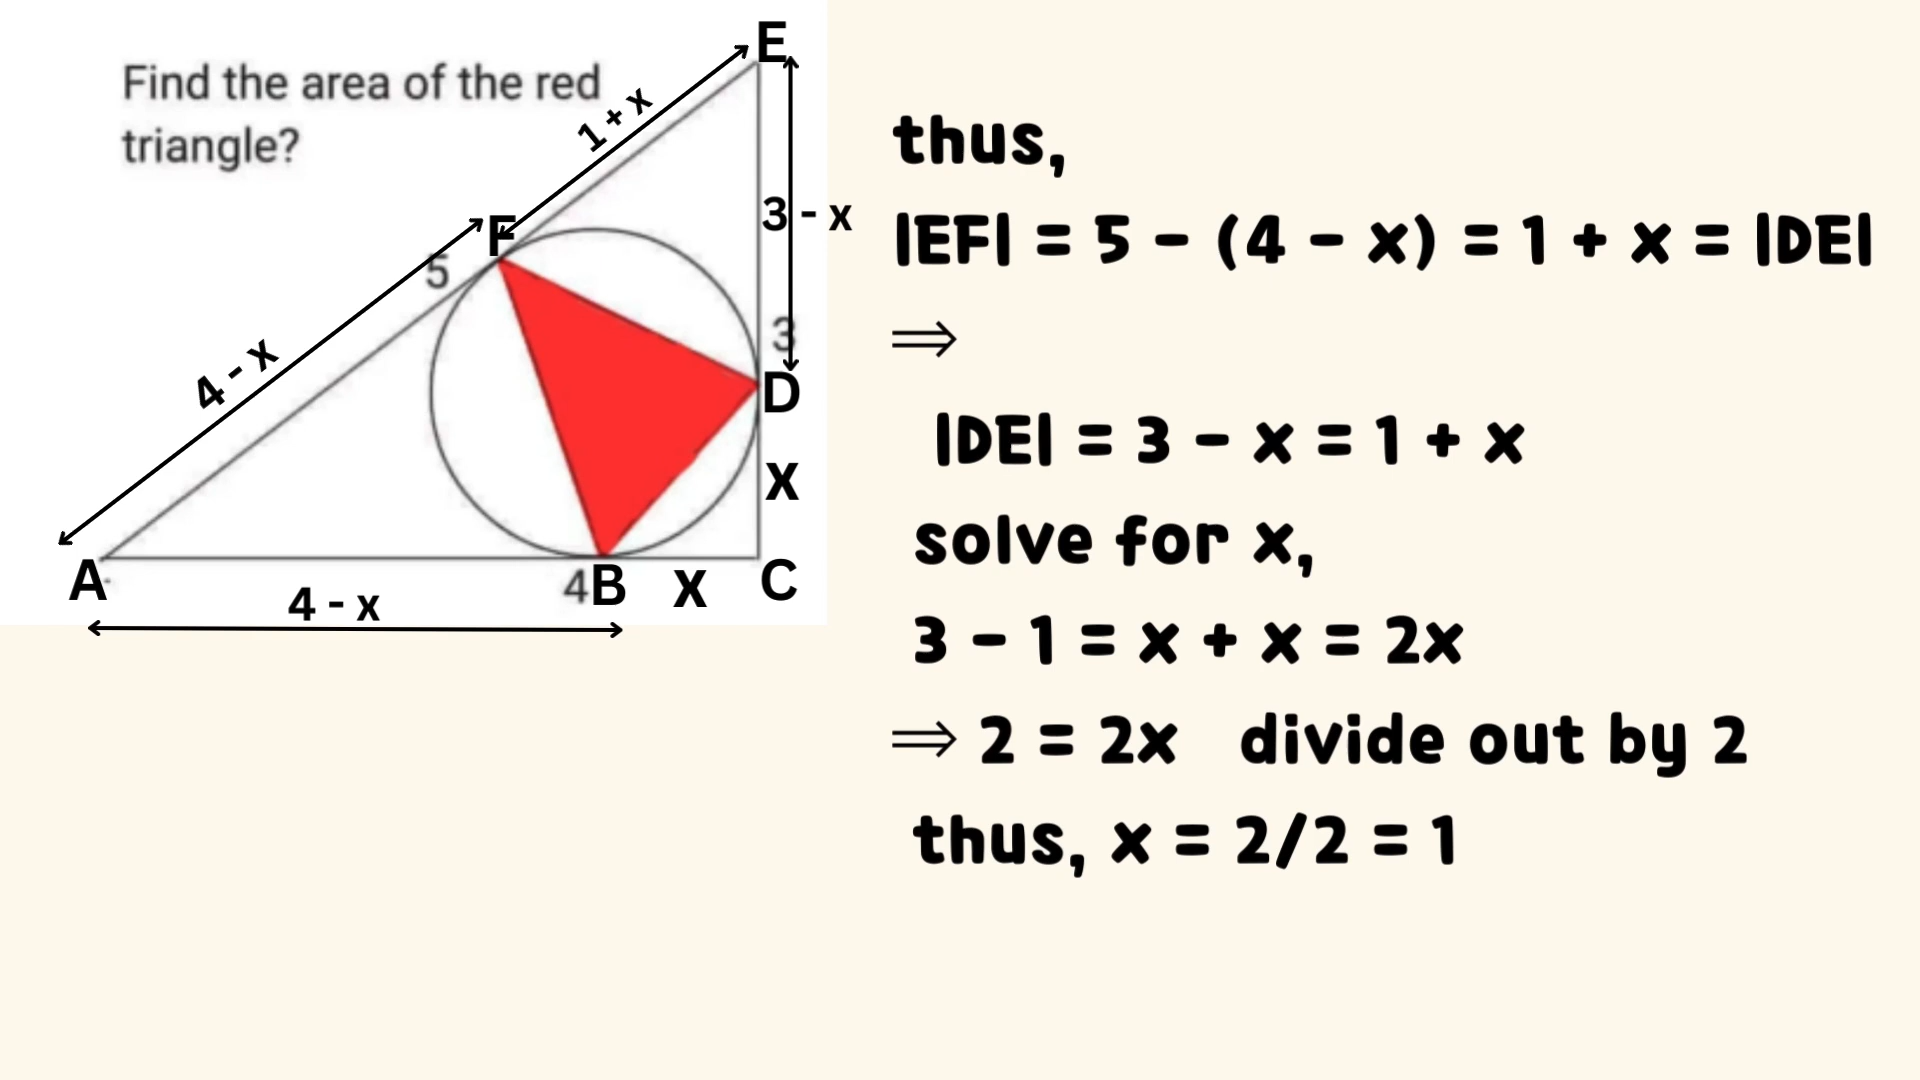 Find the area of the red
triangle?
E
1 + x
3 - x
F
5
3
4 - x
D
x
A
4 B x C
4 - x
thus,
|EF| = 5 - (4 - x) = 1 + x = |DE|
⟹
|DE| = 3 - x = 1 + x
solve for x,
3 - 1 = x + x = 2x
⟹ 2 = 2x divide out by 2
thus, x = 2/2 = 1